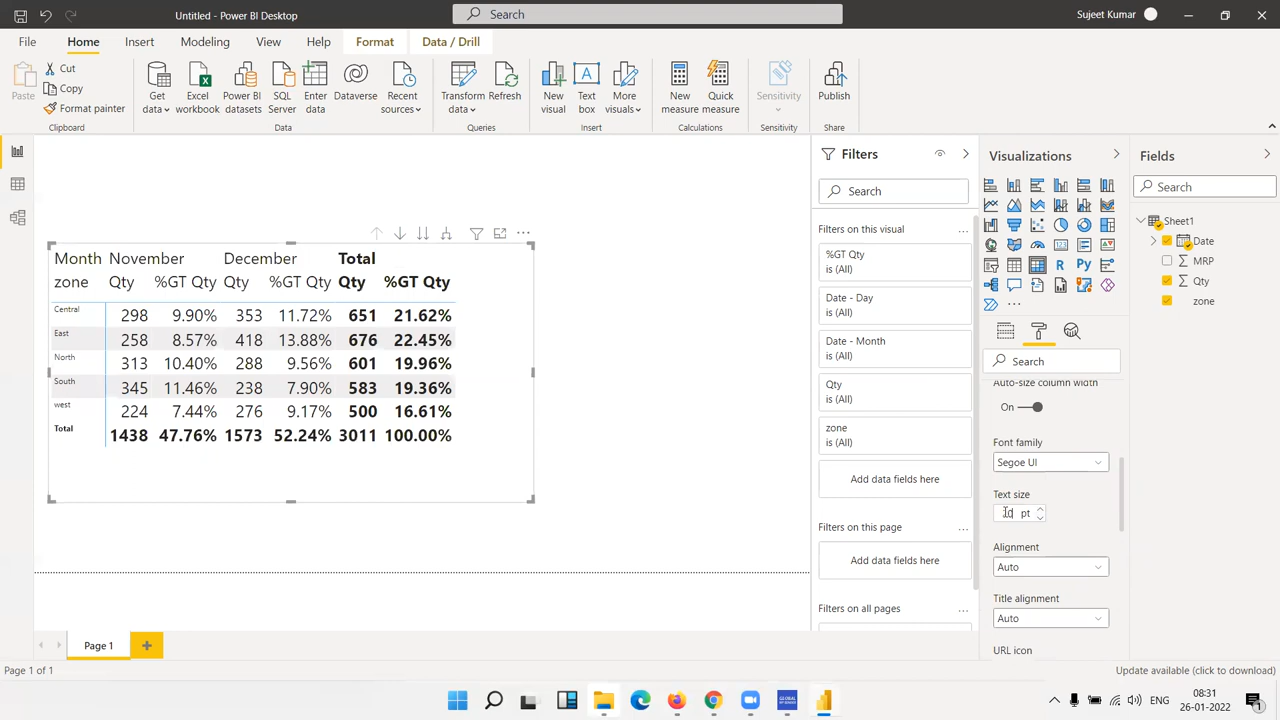 Untitled - Power BI Desktop
Search
Sujeet Kumar
File
Home
Insert
Modeling
View
Help
Format
Data / Drill
Paste
Cut
Copy
Format painter
Clipboard
Get data
Excel workbook
Power BI datasets
SQL Server
Enter data
Dataverse
Recent sources
Data
Transform data
Refresh
Queries
New visual
Text box
More visuals
Insert
New measure
Quick measure
Calculations
Sensitivity
Sensitivity
Publish
Share
Month November December Total
zone Qty %GT Qty Qty %GT Qty Qty %GT Qty
Central 298 9.90% 353 11.72% 651 21.62%
East 258 8.57% 418 13.88% 676 22.45%
North 313 10.40% 288 9.56% 601 19.96%
South 345 11.46% 238 7.90% 583 19.36%
west 224 7.44% 276 9.17% 500 16.61%
Total 1438 47.76% 1573 52.24% 3011 100.00%
Filters
Search
Filters on this visual
%GT Qty
is (All)
Date - Day
is (All)
Date - Month
is (All)
Qty
is (All)
zone
is (All)
Add data fields here
Filters on this page
Add data fields here
Filters on all pages
Visualizations
R
Py
Search
Auto-size column width
On
Font family
Segoe UI
Text size
pt
Alignment
Auto
Title alignment
Auto
URL icon
Fields
Search
Sheet1
Date
MRP
Qty
zone
Page 1
Page 1 of 1
Update available (click to download)
ENG
08:31
26-01-2022
1